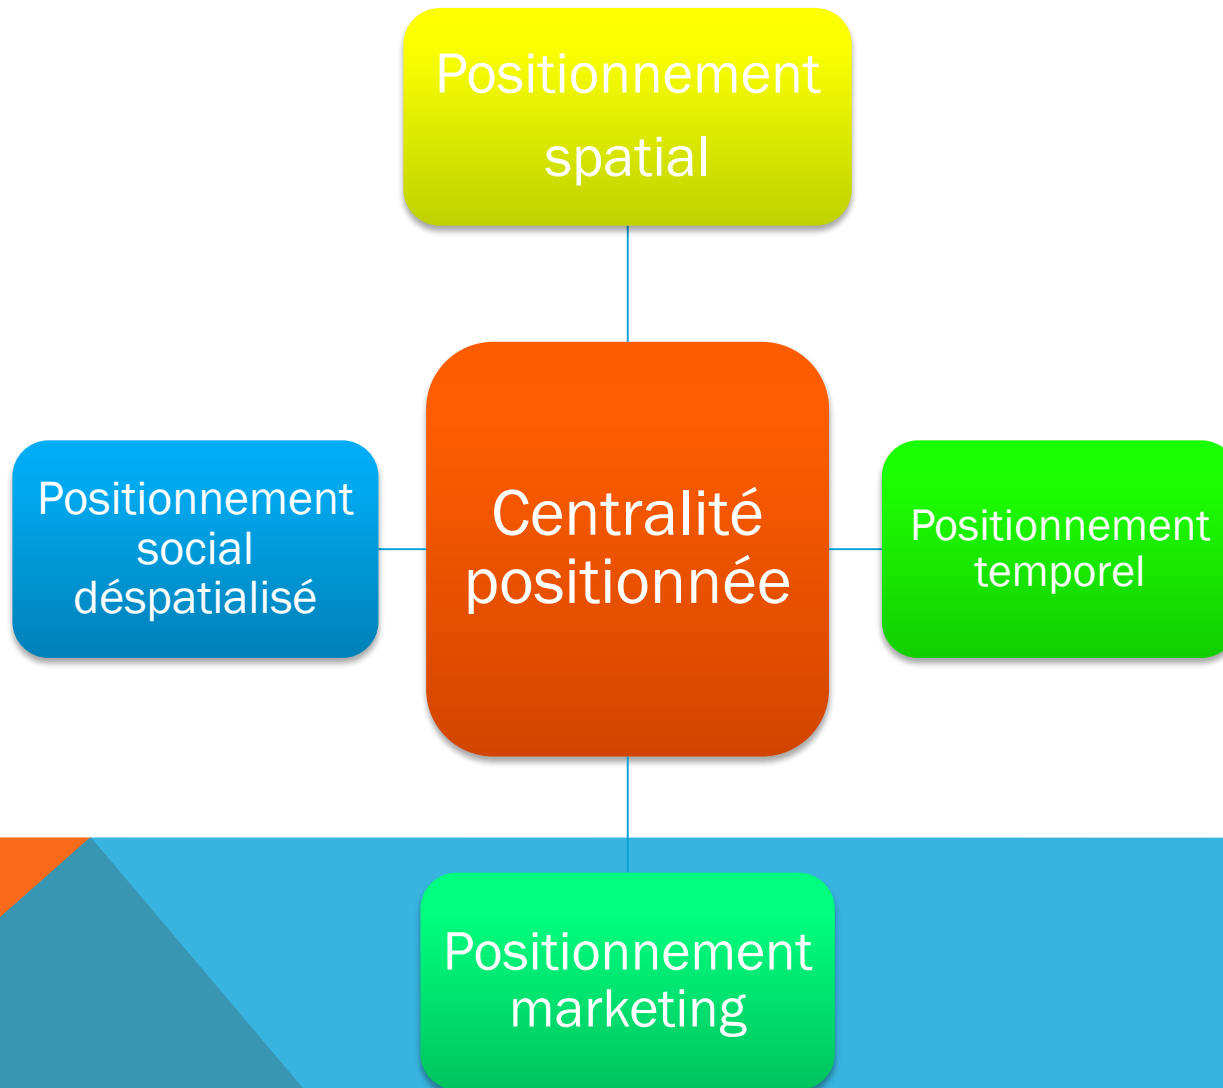 Positionnement
spatial
Positionnement
social
déspatialisé
Centralité
positionnée
Positionnement
temporel
Positionnement
marketing